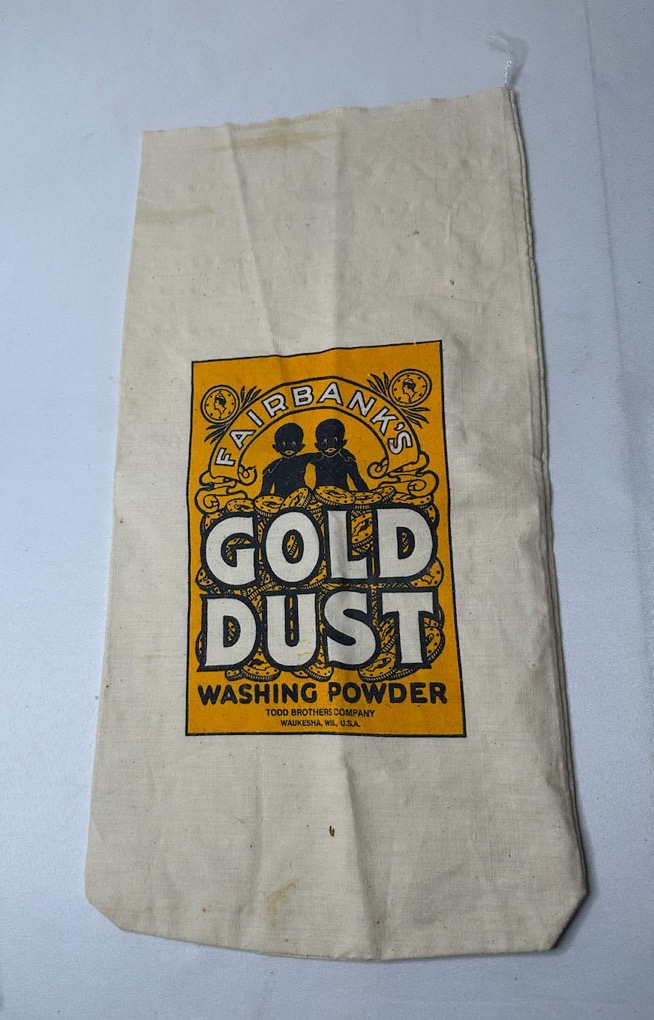 FAIRBANK'S
GOLD
DUST
WASHING POWDER
TODD BROTHERS COMPANY
WAUKESHA, WIS., U.S.A.